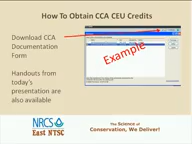 How To Obtain CCA CEU Credits
Download CCA
Documentation
Form
Example
Handouts from
today's
presentation are
also available
NRCS
East NTSC
The Science of
Conservation, We Deliver!